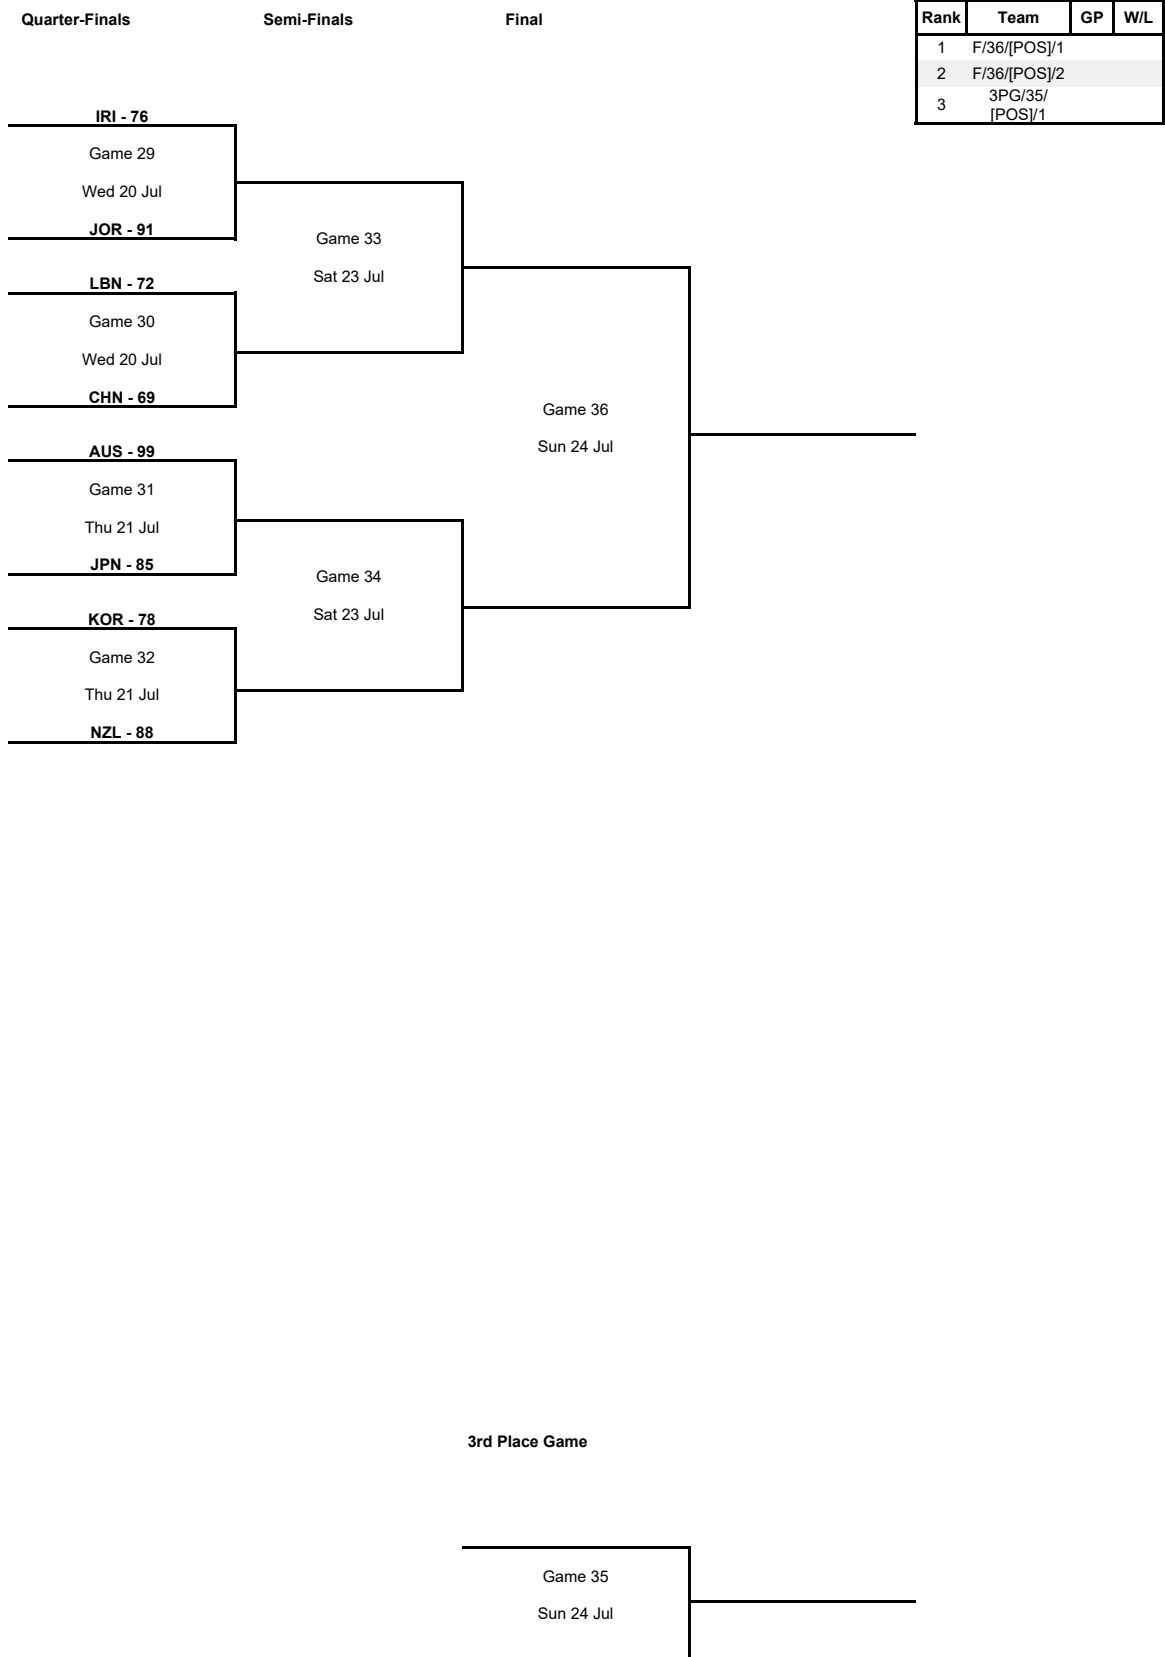 Quarter-Finals Semi-Finals Final
Rank Team GP W/L
1 F/36/[POS]/1
2 F/36/[POS]/2
3 3PG/35/
[POS]/1
IRI - 76
Game 29
Wed 20 Jul
JOR - 91
Game 33
Sat 23 Jul
LBN - 72
Game 30
Wed 20 Jul
CHN - 69
Game 36
Sun 24 Jul
AUS - 99
Game 31
Thu 21 Jul
JPN - 85
Game 34
Sat 23 Jul
KOR - 78
Game 32
Thu 21 Jul
NZL - 88
3rd Place Game
Game 35
Sun 24 Jul